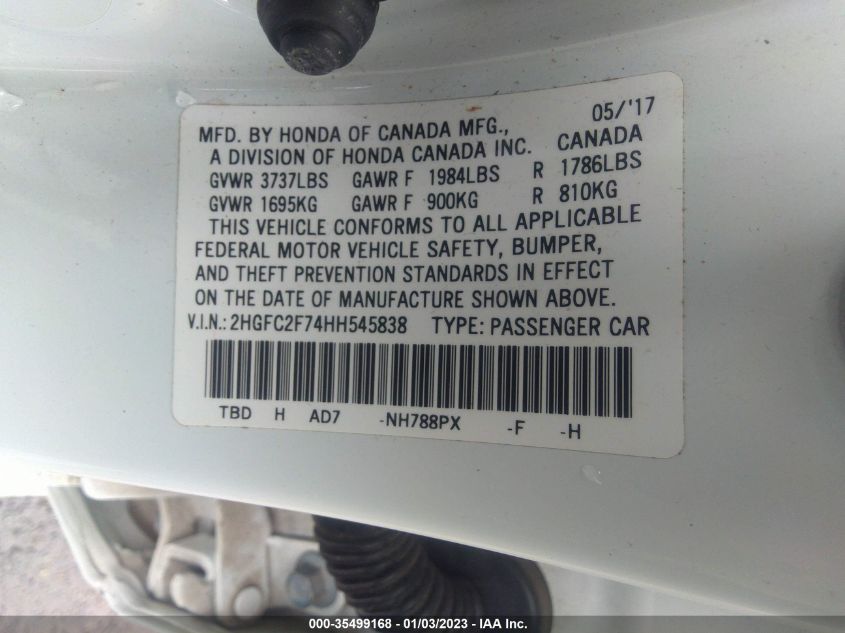 05/'17
MFD. BY HONDA OF CANADA MFG., CANADA
A DIVISION OF HONDA CANADA INC.
GVWR 3737LBS GAWR F 1984LBS R 1786LBS
GVWR 1695KG GAWR F 900KG R 810KG
THIS VEHICLE CONFORMS TO ALL APPLICABLE
FEDERAL MOTOR VEHICLE SAFETY, BUMPER,
AND THEFT PREVENTION STANDARDS IN EFFECT
ON THE DATE OF MANUFACTURE SHOWN ABOVE.
V.I.N.: 2HGFC2F74HH545838 TYPE: PASSENGER CAR
TBD H AD7 -NH788PX -F -H
000-35499168 - 01/03/2023 - IAA Inc.